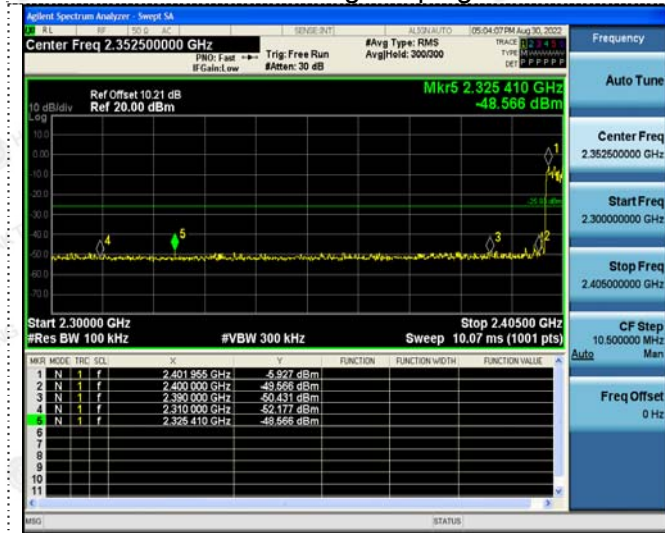 Agilent Spectrum Analyzer - Swept SA
RL RF 50 Ω AC SENSE:INT ALIGN AUTO 05:04:07 PM Aug 30, 2022
Center Freq 2.352500000 GHz
PNO: Fast
IFGain:Low
Trig: Free Run
#Atten: 30 dB
#Avg Type: RMS
Avg|Hold: 300/300
TRACE 1 2 3 4 5
TYPE M
DET P P P P P P
Ref Offset 10.21 dB
Ref 20.00 dBm
10 dB/div
Log
Mkr5 2.325 410 GHz
-48.566 dBm
10.0
0.00
-10.0
-20.0
-30.0
-40.0
-50.0
-60.0
-70.0
1
2
3
4
5
Start 2.30000 GHz
#Res BW 100 kHz
#VBW 300 kHz
Stop 2.40500 GHz
Sweep 10.07 ms (1001 pts)
MKR MODE TRC SCL X Y FUNCTION FUNCTION WIDTH FUNCTION VALUE
1 N 1 f 2.401 955 GHz -5.927 dBm
2 N 1 f 2.400 000 GHz -49.566 dBm
3 N 1 f 2.390 000 GHz -50.431 dBm
4 N 1 f 2.310 000 GHz -52.177 dBm
5 N 1 f 2.325 410 GHz -48.566 dBm
6
7
8
9
10
11
MSG STATUS
Frequency
Auto Tune
Center Freq
2.352500000 GHz
Start Freq
2.300000000 GHz
Stop Freq
2.405000000 GHz
CF Step
10.500000 MHz
Auto Man
Freq Offset
0 Hz